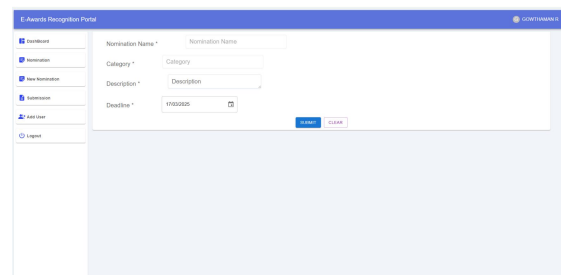 E-Awards Recognition Portal
GOWTHAMAN R
Dashboard
Nomination
New Nomination
Submission
Add User
Logout
Nomination Name *
Nomination Name
Category *
Category
Description *
Description
Deadline *
17/03/2025
SUBMIT
CLEAR